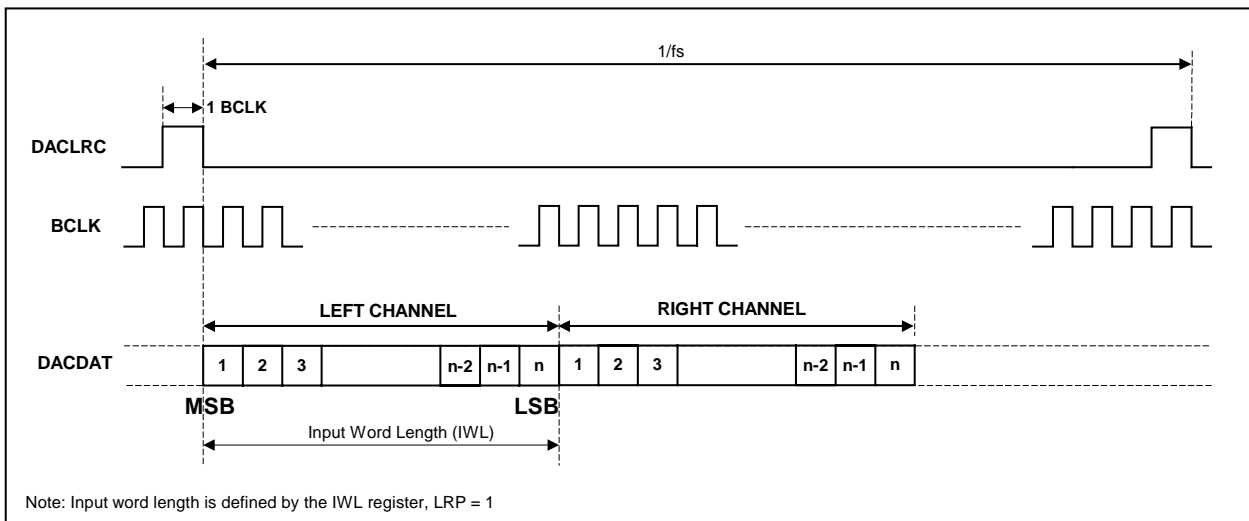 1/fs
1 BCLK
DACLRC
BCLK
LEFT CHANNEL RIGHT CHANNEL
DACDAT 1 2 3 n-2 n-1 n 1 2 3 n-2 n-1 n
MSB LSB
Input Word Length (IWL)
Note: Input word length is defined by the IWL register, LRP = 1